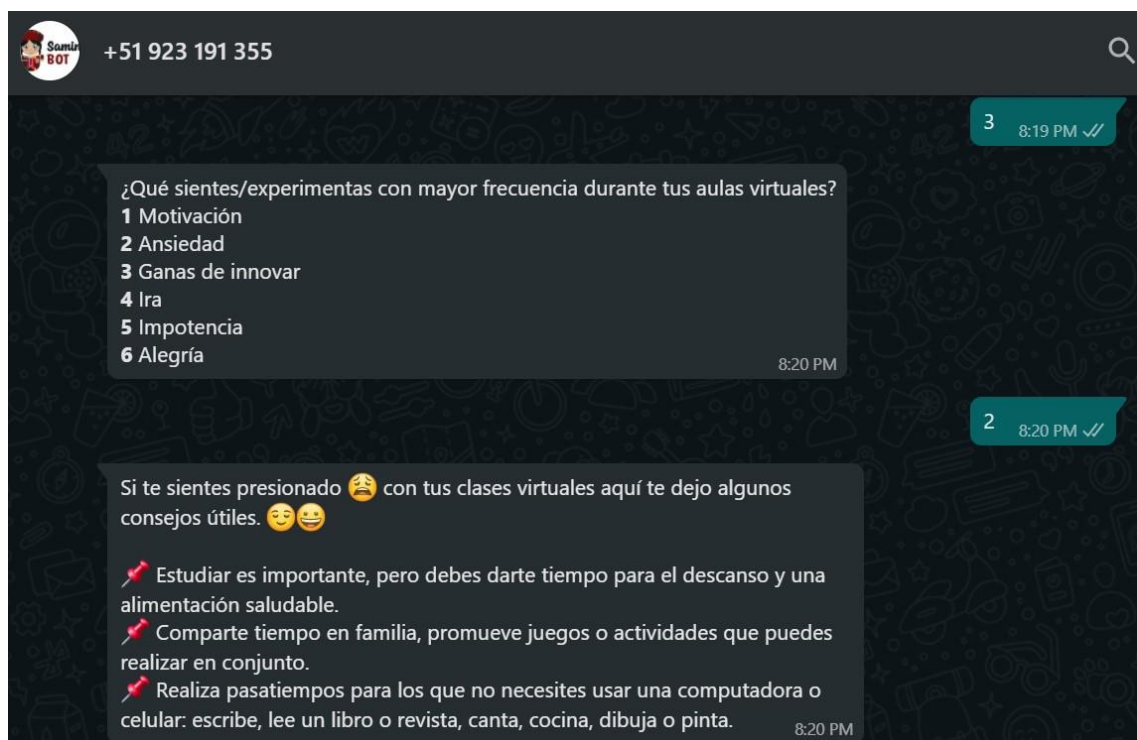 Samir
BOT
+51 923 191 355
3
8:19 PM
¿Qué sientes/experimentas con mayor frecuencia durante tus aulas virtuales?
1 Motivación
2 Ansiedad
3 Ganas de innovar
4 Ira
5 Impotencia
6 Alegría
8:20 PM
2
8:20 PM
Si te sientes presionado 😩 con tus clases virtuales aquí te dejo algunos
consejos útiles. 😌😀
📌 Estudiar es importante, pero debes darte tiempo para el descanso y una
alimentación saludable.
📌 Comparte tiempo en familia, promueve juegos o actividades que puedes
realizar en conjunto.
📌 Realiza pasatiempos para los que no necesites usar una computadora o
celular: escribe, lee un libro o revista, canta, cocina, dibuja o pinta.
8:20 PM